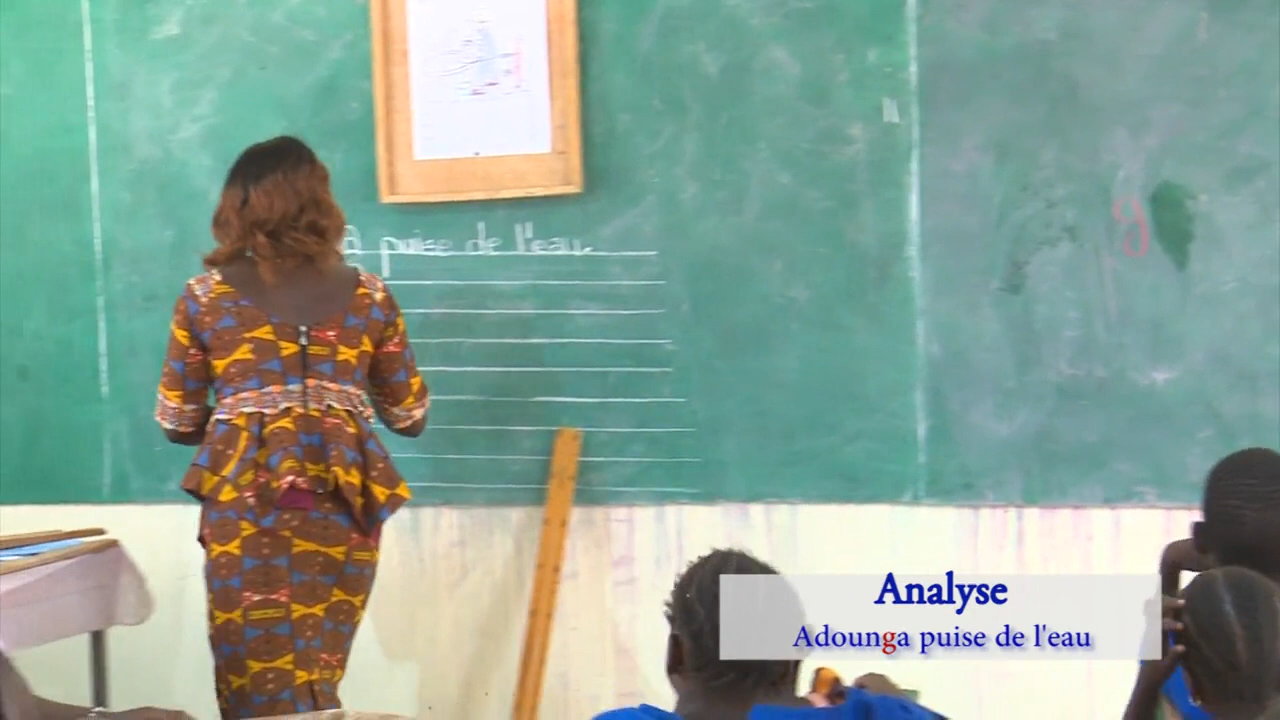 a puise de l'eau.
g
Analyse
Adounga puise de l'eau